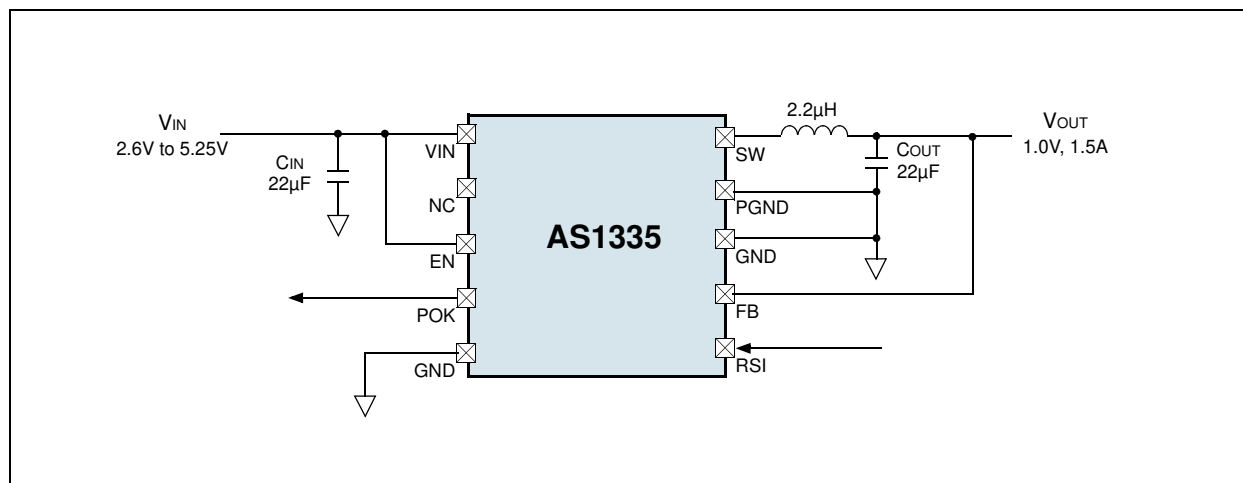 VIN
2.6V to 5.25V
CIN
22µF
VIN
NC
EN
POK
GND
AS1335
2.2µH
SW
COUT
22µF
PGND
GND
FB
RSI
VOUT
1.0V, 1.5A